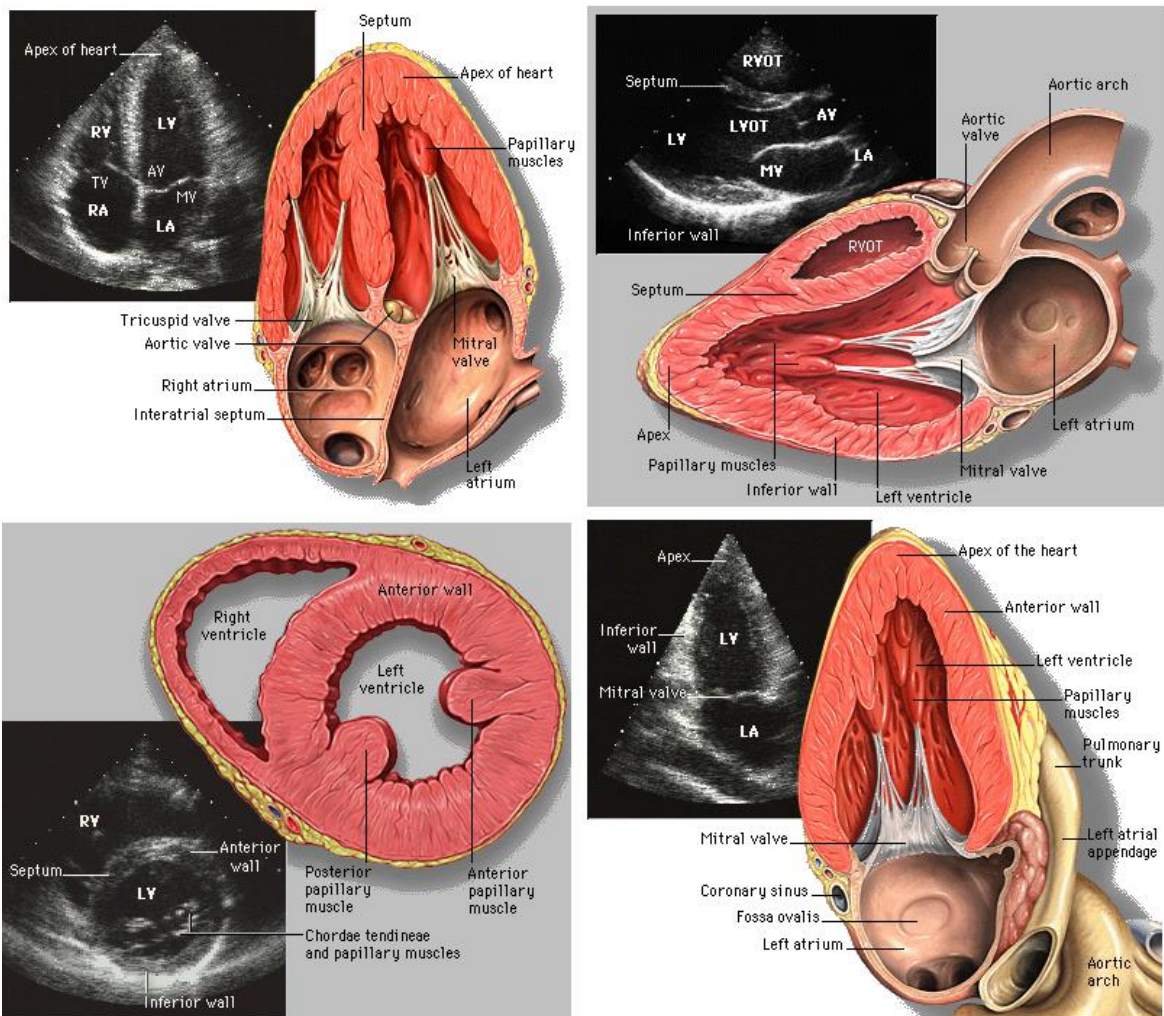 Septum
Apex of heart
Apex of heart
RV
LV
Papillary
muscles
TV
AV
MV
RA
LA
Tricuspid valve
Aortic valve
Mitral
valve
Right atrium
Interatrial septum
Left
atrium
RVOT
Septum
Aortic arch
Aortic
valve
LV
LVOT
AV
LA
MV
Inferior wall
RVOT
Septum
Apex
Papillary muscles
Inferior wall
Left ventricle
Mitral valve
Left atrium
Anterior wall
Right
ventricle
Left
ventricle
RV
Septum
Anterior
wall
LV
Posterior
papillary
muscle
Anterior
papillary
muscle
Chordae tendineae
and papillary muscles
Inferior wall
Apex
Apex of the heart
Inferior
wall
LV
Anterior wall
Left ventricle
Mitral valve
Papillary
muscles
LA
Pulmonary
trunk
Mitral valve
Left atrial
appendage
Coronary sinus
Fossa ovalis
Left atrium
Aortic
arch